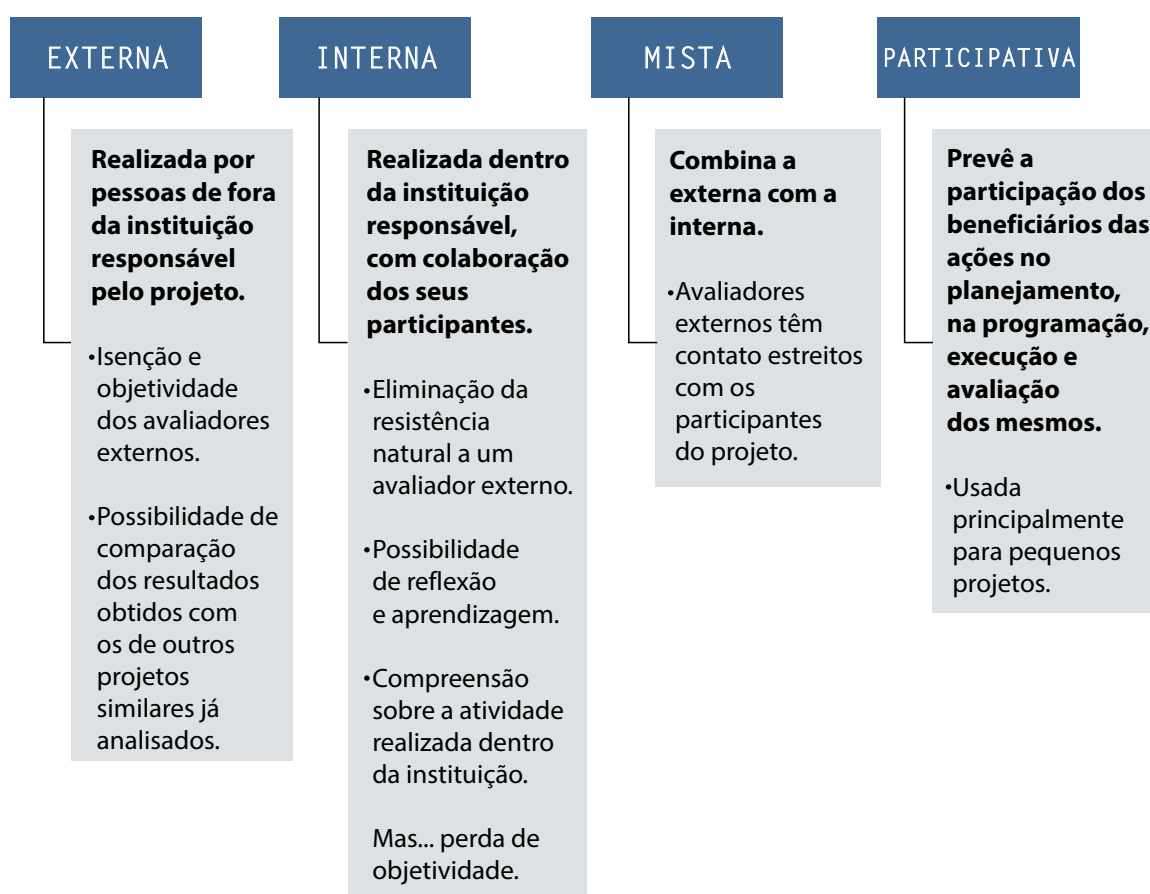 EXTERNA
Realizada por
pessoas de fora
da instituição
responsável
pelo projeto.
•Isenção e
objetividade
dos avaliadores
externos.
•Possibilidade de
comparação
dos resultados
obtidos com
os de outros
projetos
similares já
analisados.
INTERNA
Realizada dentro
da instituição
responsável,
com colaboração
dos seus
participantes.
•Eliminação da
resistência
natural a um
avaliador externo.
•Possibilidade
de reflexão
e aprendizagem.
•Compreensão
sobre a atividade
realizada dentro
da instituição.
Mas... perda de
objetividade.
MISTA
Combina a
externa com a
interna.
•Avaliadores
externos têm
contato estreitos
com os
participantes
do projeto.
PARTICIPATIVA
Prevê a
participação dos
beneficiários das
ações no
planejamento,
na programação,
execução e
avaliação
dos mesmos.
•Usada
principalmente
para pequenos
projetos.